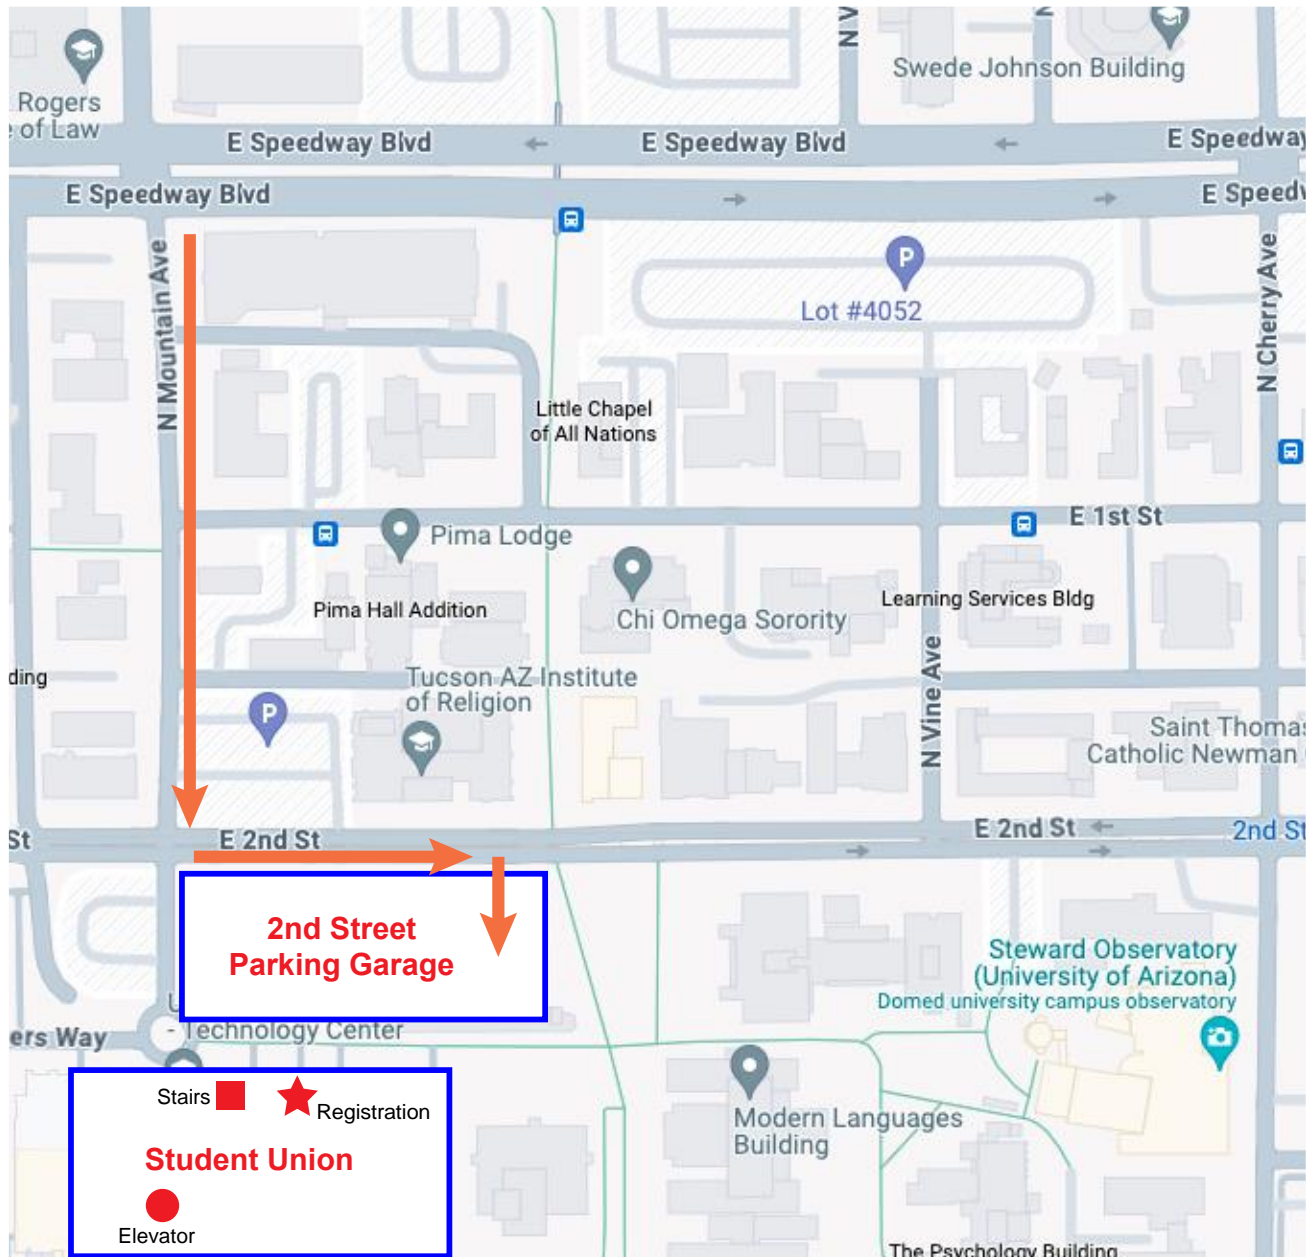 N V
N
Swede Johnson Building
Rogers
e of Law
E Speedway Blvd
E Speedway Blvd
E Speedway
E Speedway Blvd
E Speedw
N Mountain Ave
P
Lot #4052
N Cherry Ave
Little Chapel
of All Nations
E 1st St
Pima Lodge
Pima Hall Addition
Chi Omega Sorority
Learning Services Bldg
N Vine Ave
ding
Tucson AZ Institute
of Religion
P
Saint Thomas
Catholic Newman
St
E 2nd St
E 2nd St
2nd St
2nd Street
Parking Garage
Steward Observatory
(University of Arizona)
Domed university campus observatory
U
- Technology Center
ers Way
Stairs
Registration
Student Union
Elevator
Modern Languages
Building
The Psychology Building